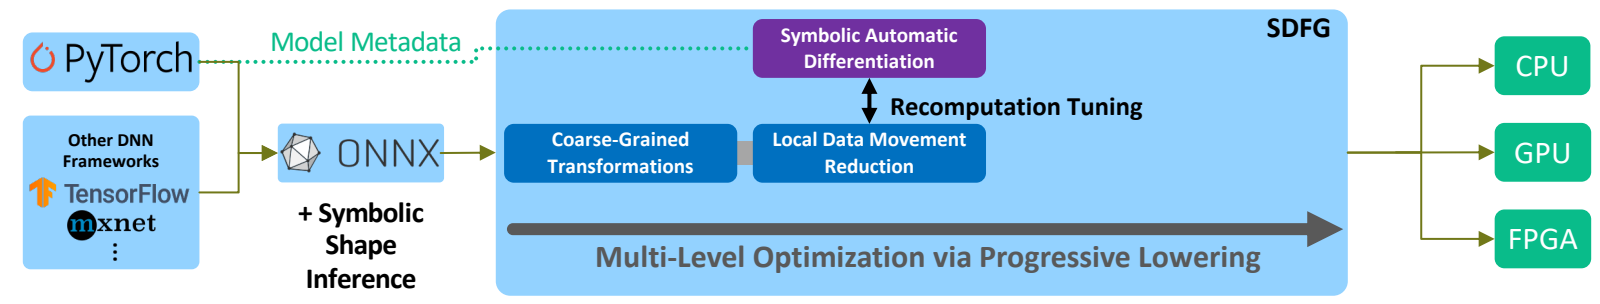 PyTorch
Other DNN
Frameworks
TensorFlow
mxnet
⋮
Model Metadata
ONNX
+ Symbolic
Shape
Inference
SDFG
Symbolic Automatic
Differentiation
Recomputation Tuning
Coarse-Grained
Transformations
Local Data Movement
Reduction
Multi-Level Optimization via Progressive Lowering
CPU
GPU
FPGA